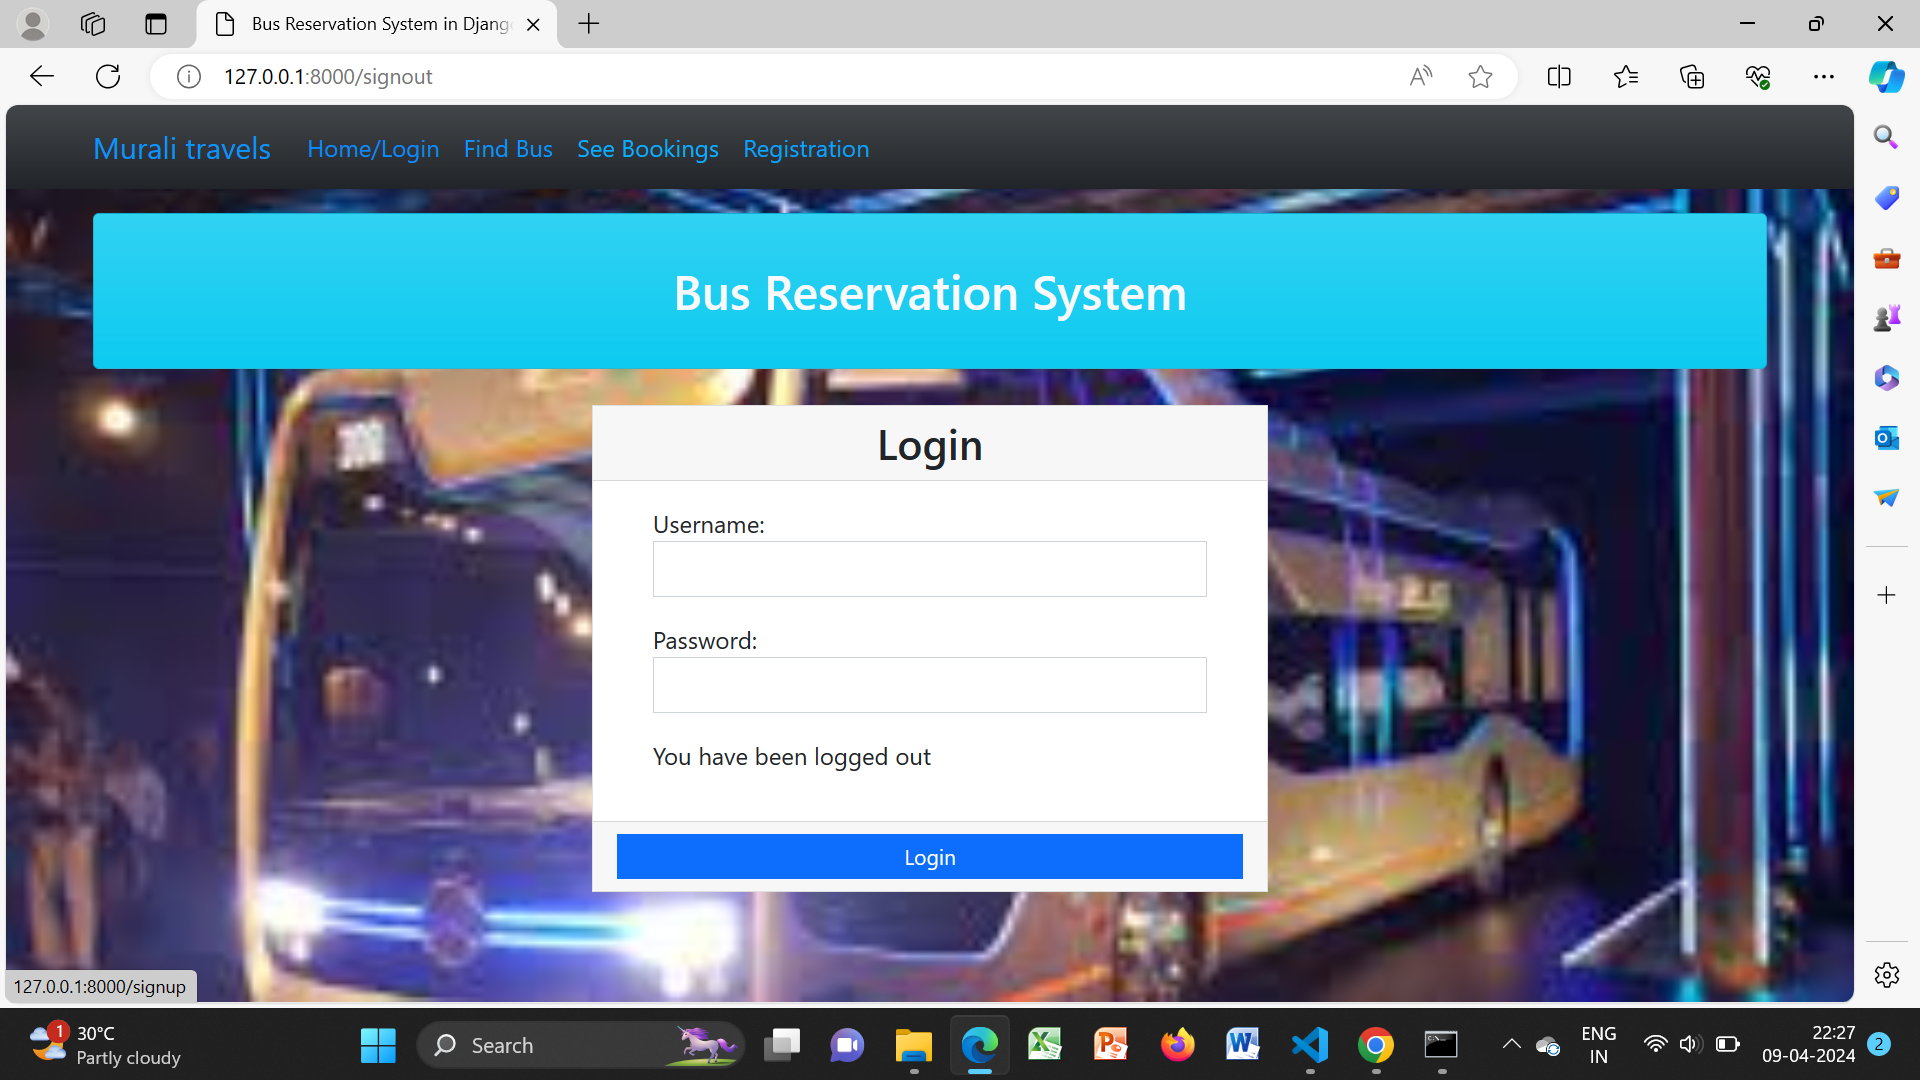 Bus Reservation System in Djang
127.0.0.1:8000/signout
Murali travels Home/Login Find Bus See Bookings Registration
Bus Reservation System
Login
Username:
Password:
You have been logged out
Login
127.0.0.1:8000/signup
1 30°C
Partly cloudy
Search
ENG
IN
22:27
09-04-2024
2